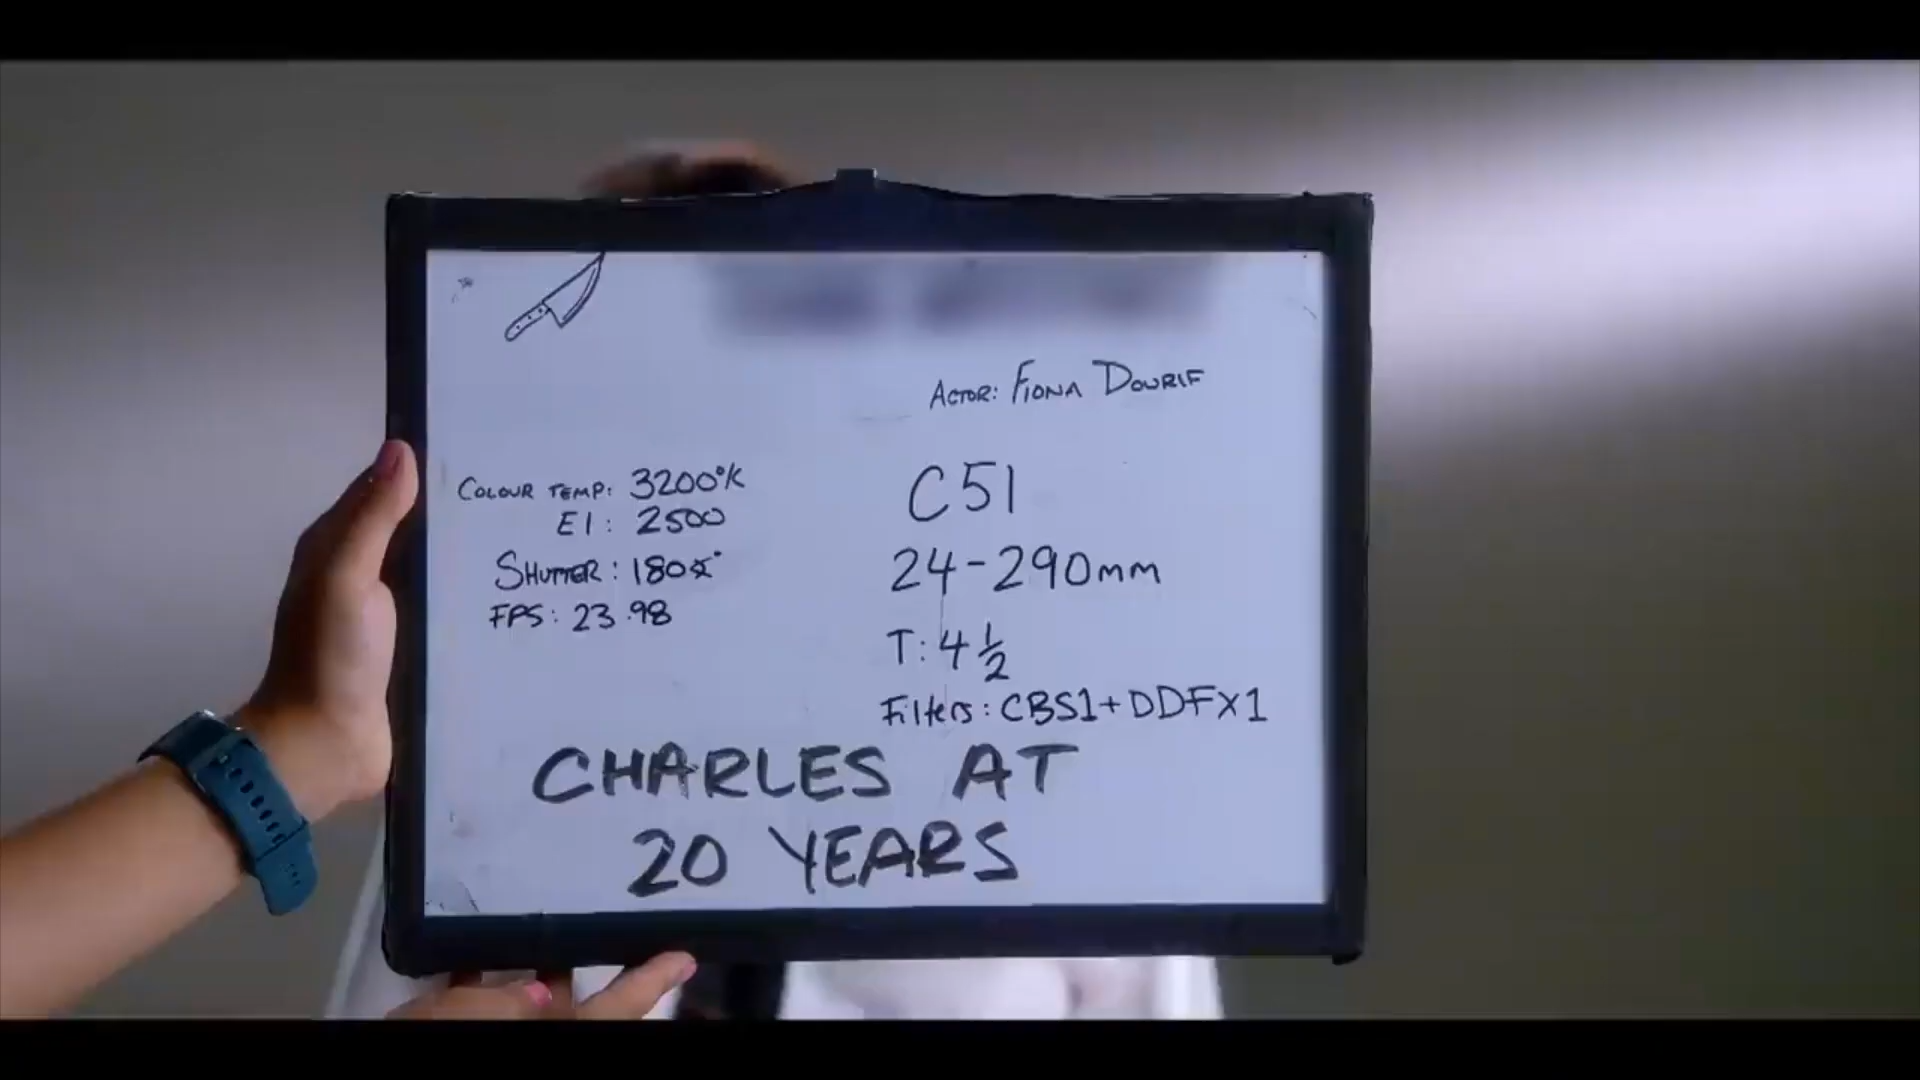 ACTOR: FIONA DOURIF
COLOUR TEMP: 3200°K
EI: 2500
SHUTTER: 180°
FPS: 23.98
C51
24-290mm
T: 4 1/2
Filters: CBS1+DDFX1
CHARLES AT
20 YEARS